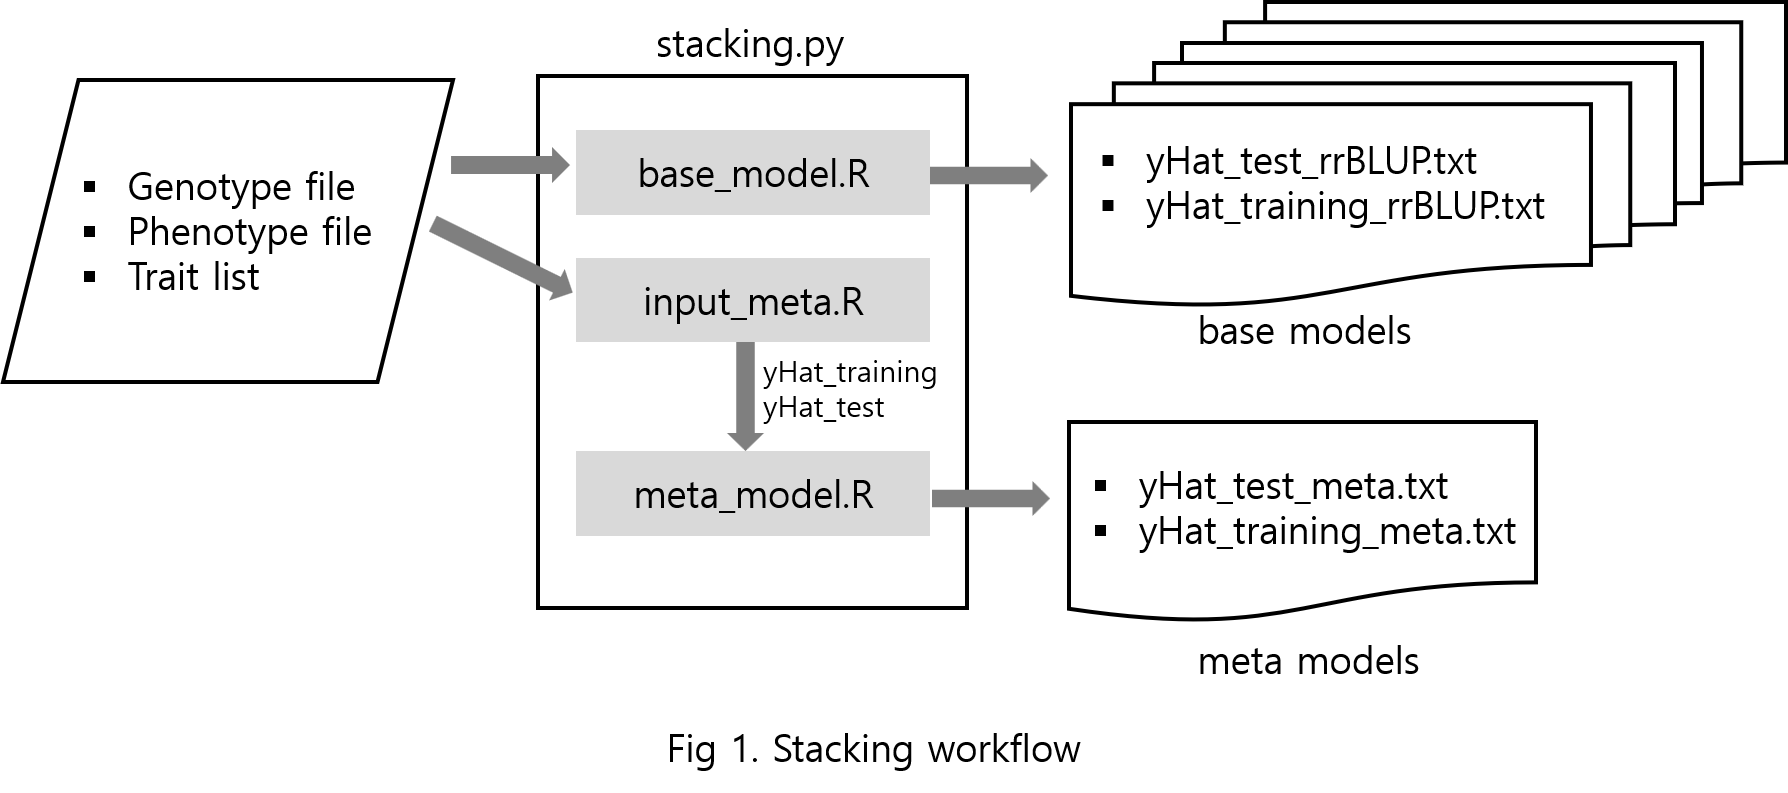 stacking.py
Genotype file
Phenotype file
Trait list
base_model.R
input_meta.R
yHat_training
yHat_test
meta_model.R
yHat_test_rrBLUP.txt
yHat_training_rrBLUP.txt
base models
yHat_test_meta.txt
yHat_training_meta.txt
meta models
Fig 1. Stacking workflow